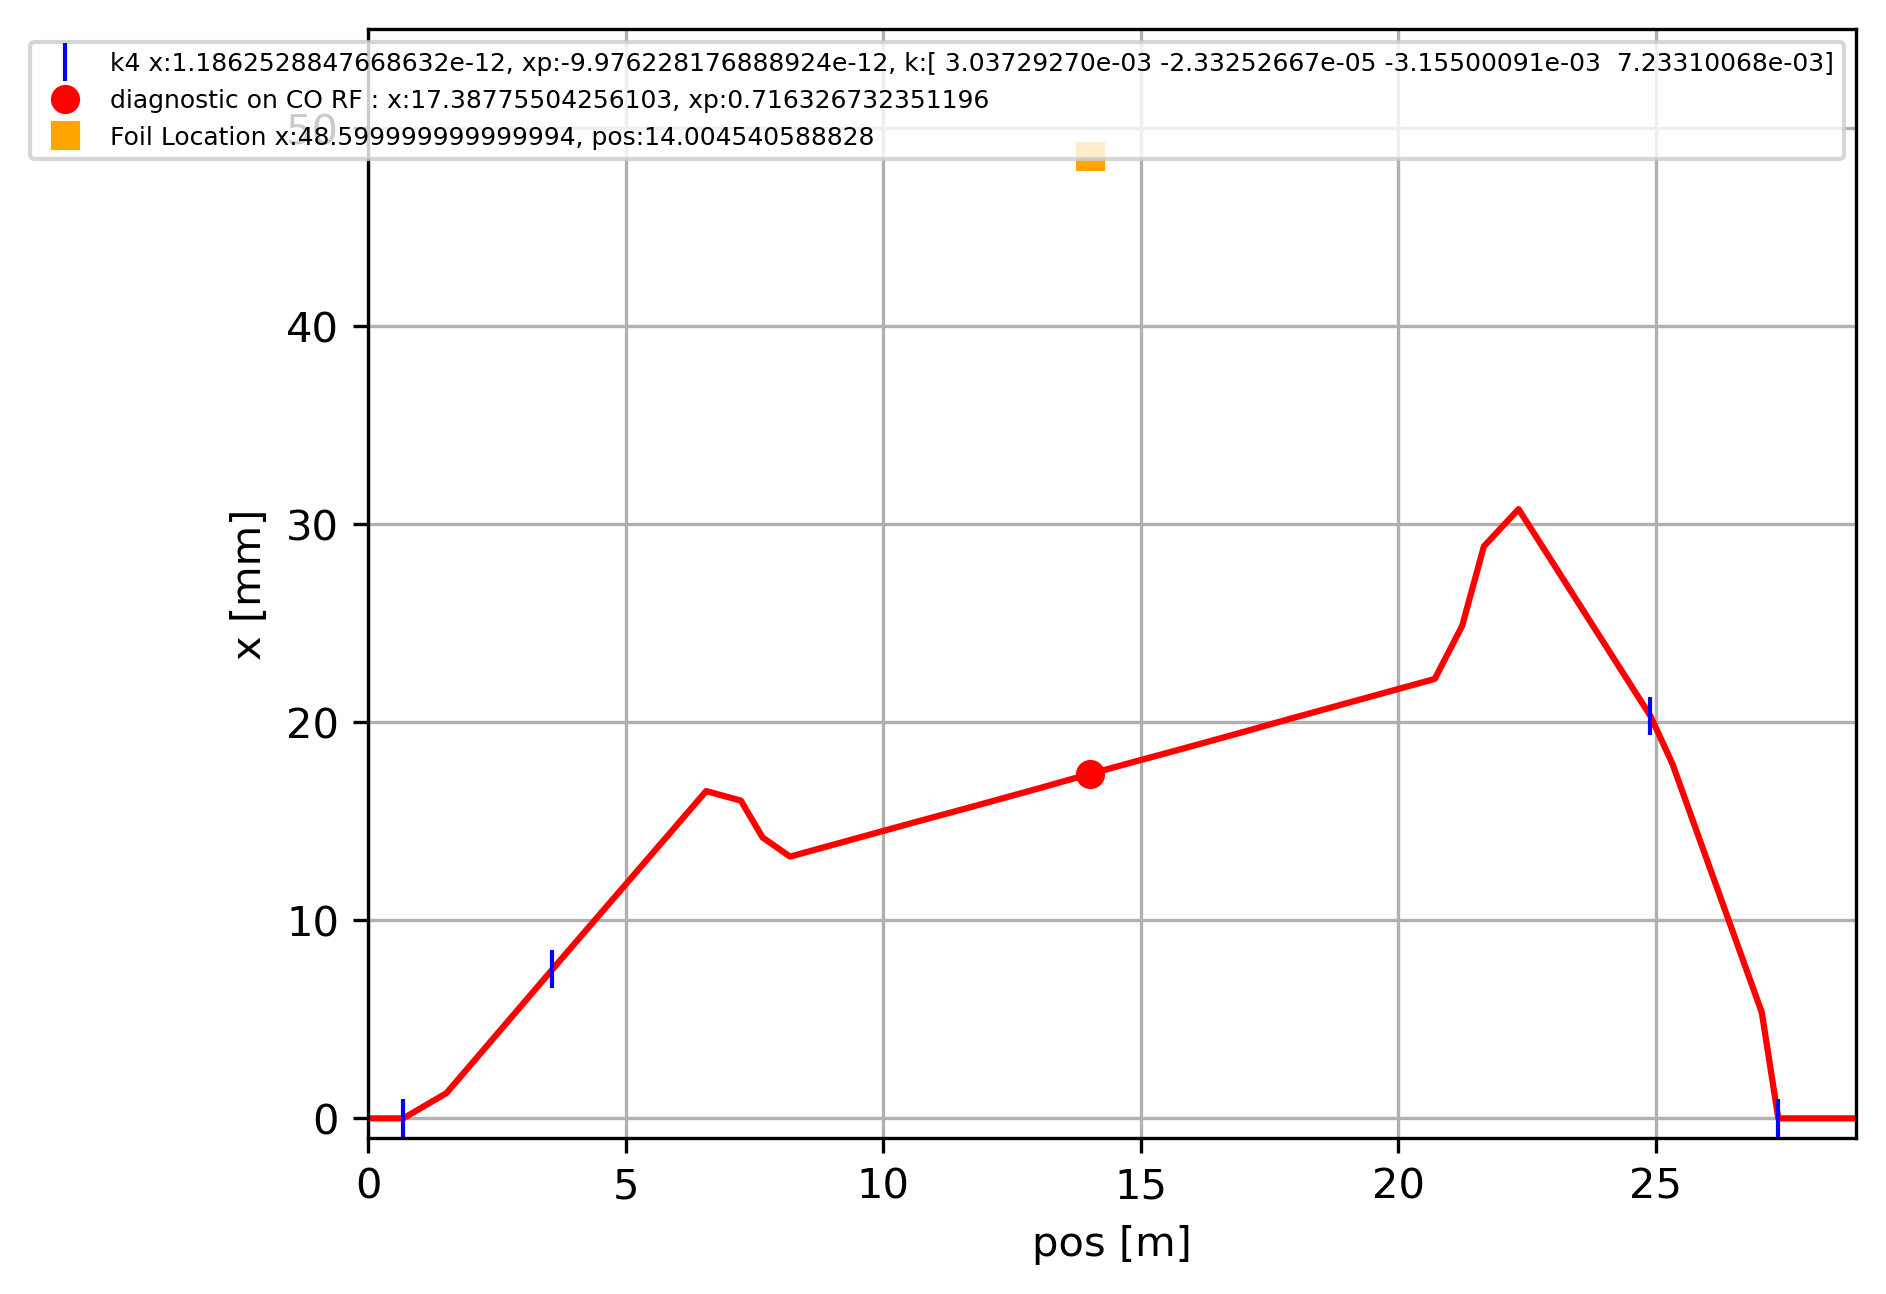 k4 x:1.1862528847668632e-12, xp:-9.976228176888924e-12, k:[ 3.03729270e-03 -2.33252667e-05 -3.15500091e-03  7.23310068e-03]
diagnostic on CO RF : x:17.38775504256103, xp:0.716326732351196
Foil Location x:48.599999999999994, pos:14.004540588828
50
40
30
20
10
0
x [mm]
0 5 10 15 20 25
pos [m]